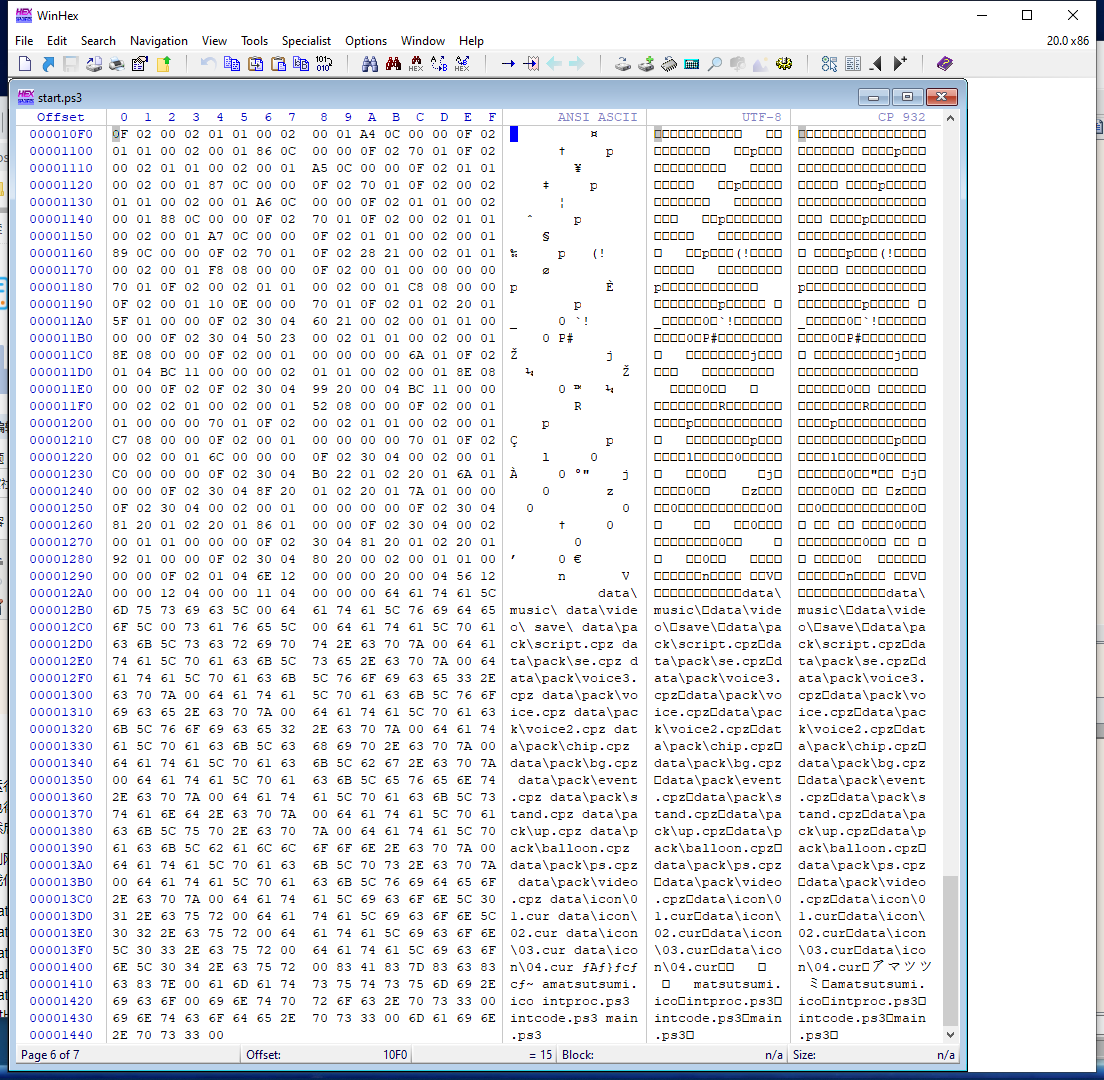 WinHex
File Edit Search Navigation View Tools Specialist Options Window Help 20.0 x86
start.ps3
Offset 0 1 2 3 4 5 6 7 8 9 A B C D E F ANSI ASCII UTF-8 CP 932
000010F0 0F 02 00 02 01 01 00 02 00 01 A4 0C 00 00 0F 02 ¤
00001100 01 01 00 02 00 01 86 0C 00 00 0F 02 70 01 0F 02 † p p p
00001110 00 02 01 01 00 02 00 01 A5 0C 00 00 0F 02 01 01 ¥
00001120 00 02 00 01 87 0C 00 00 0F 02 70 01 0F 02 00 02 ‡ p p p
00001130 01 01 00 02 00 01 A6 0C 00 00 0F 02 01 01 00 02 ¦
00001140 00 01 88 0C 00 00 0F 02 70 01 0F 02 00 02 01 01 ˆ p p p
00001150 00 02 00 01 A7 0C 00 00 0F 02 01 01 00 02 00 01 §
00001160 89 0C 00 00 0F 02 70 01 0F 02 28 21 00 02 01 01 ‰ p (! p (! p (!
00001170 00 02 00 01 F8 08 00 00 0F 02 00 01 00 00 00 00 ø
00001180 70 01 0F 02 00 02 01 01 00 02 00 01 C8 08 00 00 p È p p
00001190 0F 02 00 01 10 0E 00 00 70 01 0F 02 01 02 20 01 p p p
000011A0 5F 01 00 00 0F 02 30 04 60 21 00 02 00 01 01 00 _ 0 `! _ 0 `! _ 0 `!
000011B0 00 00 0F 02 30 04 50 23 00 02 01 01 00 02 00 01 0 P# 0 P# 0 P#
000011C0 8E 08 00 00 0F 02 00 01 00 00 00 00 6A 01 0F 02 Ž j j j
000011D0 01 04 BC 11 00 00 00 02 01 01 00 02 00 01 8E 08 ¼ Ž
000011E0 00 00 0F 02 0F 02 30 04 99 20 00 04 BC 11 00 00 0 ™ ¼ 0 0
000011F0 00 02 02 01 00 02 00 01 52 08 00 00 0F 02 00 01 R R R
00001200 00 00 00 00 70 01 0F 02 00 02 01 01 00 02 00 01 p p p
00001210 C7 08 00 00 0F 02 00 01 00 00 00 00 70 01 0F 02 Ç p p p
00001220 00 02 00 01 6C 00 00 00 0F 02 30 04 00 02 00 01 l 0 l 0 l 0
00001230 C0 00 00 00 0F 02 30 04 B0 22 01 02 20 01 6A 01 À 0 °" j 0 j 0 " j
00001240 00 00 0F 02 30 04 8F 20 01 02 20 01 7A 01 00 00 0 z 0 z 0 z
00001250 0F 02 30 04 00 02 00 01 00 00 00 00 0F 02 30 04 0 0 0 0 0 0
00001260 81 20 01 02 20 01 86 01 00 00 0F 02 30 04 00 02 † 0 0 0
00001270 00 01 01 00 00 00 0F 02 30 04 81 20 01 02 20 01 0 0 0
00001280 92 01 00 00 0F 02 30 04 80 20 00 02 00 01 01 00 ’ 0 € 0 0
00001290 00 00 0F 02 01 04 6E 12 00 00 00 20 00 04 56 12 n V n V n V
000012A0 00 00 12 04 00 00 11 04 00 00 00 64 61 74 61 5C data\ data\ data\
000012B0 6D 75 73 69 63 5C 00 64 61 74 61 5C 76 69 64 65 music\ data\vide music\□data\vide music\□data\vide
000012C0 6F 5C 00 73 61 76 65 5C 00 64 61 74 61 5C 70 61 o\ save\ data\pa o\□save\□data\pa o\□save\□data\pa
000012D0 63 6B 5C 73 63 72 69 70 74 2E 63 70 7A 00 64 61 ck\script.cpz da ck\script.cpz□da ck\script.cpz□da
000012E0 74 61 5C 70 61 63 6B 5C 73 65 2E 63 70 7A 00 64 ta\pack\se.cpz d ta\pack\se.cpz□d ta\pack\se.cpz□d
000012F0 61 74 61 5C 70 61 63 6B 5C 76 6F 69 63 65 33 2E ata\pack\voice3. ata\pack\voice3. ata\pack\voice3.
00001300 63 70 7A 00 64 61 74 61 5C 70 61 63 6B 5C 76 6F cpz data\pack\vo cpz□data\pack\vo cpz□data\pack\vo
00001310 69 63 65 2E 63 70 7A 00 64 61 74 61 5C 70 61 63 ice.cpz data\pac ice.cpz□data\pac ice.cpz□data\pac
00001320 6B 5C 76 6F 69 63 65 32 2E 63 70 7A 00 64 61 74 k\voice2.cpz dat k\voice2.cpz□dat k\voice2.cpz□dat
00001330 61 5C 70 61 63 6B 5C 63 68 69 70 2E 63 70 7A 00 a\pack\chip.cpz a\pack\chip.cpz□ a\pack\chip.cpz□
00001340 64 61 74 61 5C 70 61 63 6B 5C 62 67 2E 63 70 7A data\pack\bg.cpz data\pack\bg.cpz data\pack\bg.cpz
00001350 00 64 61 74 61 5C 70 61 63 6B 5C 65 76 65 6E 74 data\pack\event □data\pack\event □data\pack\event
00001360 2E 63 70 7A 00 64 61 74 61 5C 70 61 63 6B 5C 73 .cpz data\pack\s .cpz□data\pack\s .cpz□data\pack\s
00001370 74 61 6E 64 2E 63 70 7A 00 64 61 74 61 5C 70 61 tand.cpz data\pa tand.cpz□data\pa tand.cpz□data\pa
00001380 63 6B 5C 75 70 2E 63 70 7A 00 64 61 74 61 5C 70 ck\up.cpz data\p ck\up.cpz□data\p ck\up.cpz□data\p
00001390 61 63 6B 5C 62 61 6C 6C 6F 6F 6E 2E 63 70 7A 00 ack\balloon.cpz ack\balloon.cpz□ ack\balloon.cpz□
000013A0 64 61 74 61 5C 70 61 63 6B 5C 70 73 2E 63 70 7A data\pack\ps.cpz data\pack\ps.cpz data\pack\ps.cpz
000013B0 00 64 61 74 61 5C 70 61 63 6B 5C 76 69 64 65 6F data\pack\video □data\pack\video □data\pack\video
000013C0 2E 63 70 7A 00 64 61 74 61 5C 69 63 6F 6E 5C 30 .cpz data\icon\0 .cpz□data\icon\0 .cpz□data\icon\0
000013D0 31 2E 63 75 72 00 64 61 74 61 5C 69 63 6F 6E 5C 1.cur data\icon\ 1.cur□data\icon\ 1.cur□data\icon\
000013E0 30 32 2E 63 75 72 00 64 61 74 61 5C 69 63 6F 6E 02.cur data\icon 02.cur□data\icon 02.cur□data\icon
000013F0 5C 30 33 2E 63 75 72 00 64 61 74 61 5C 69 63 6F \03.cur data\ico \03.cur□data\ico \03.cur□data\ico
00001400 6E 5C 30 34 2E 63 75 72 00 83 41 83 7D 83 63 83 n\04.cur ƒAƒ}ƒcƒ n\04.cur□□ □ n\04.cur□アマツツ
00001410 63 83 7E 00 61 6D 61 74 73 75 74 73 75 6D 69 2E cƒ~ amatsutsumi. □ matsutsumi. ミ□amatsutsumi.
00001420 69 63 6F 00 69 6E 74 70 72 6F 63 2E 70 73 33 00 ico intproc.ps3 ico□intproc.ps3□ ico□intproc.ps3□
00001430 69 6E 74 63 6F 64 65 2E 70 73 33 00 6D 61 69 6E intcode.ps3 main intcode.ps3□main intcode.ps3□main
00001440 2E 70 73 33 00 .ps3 .ps3□ .ps3□
Page 6 of 7 Offset: 10F0 = 15 Block: n/a Size: n/a